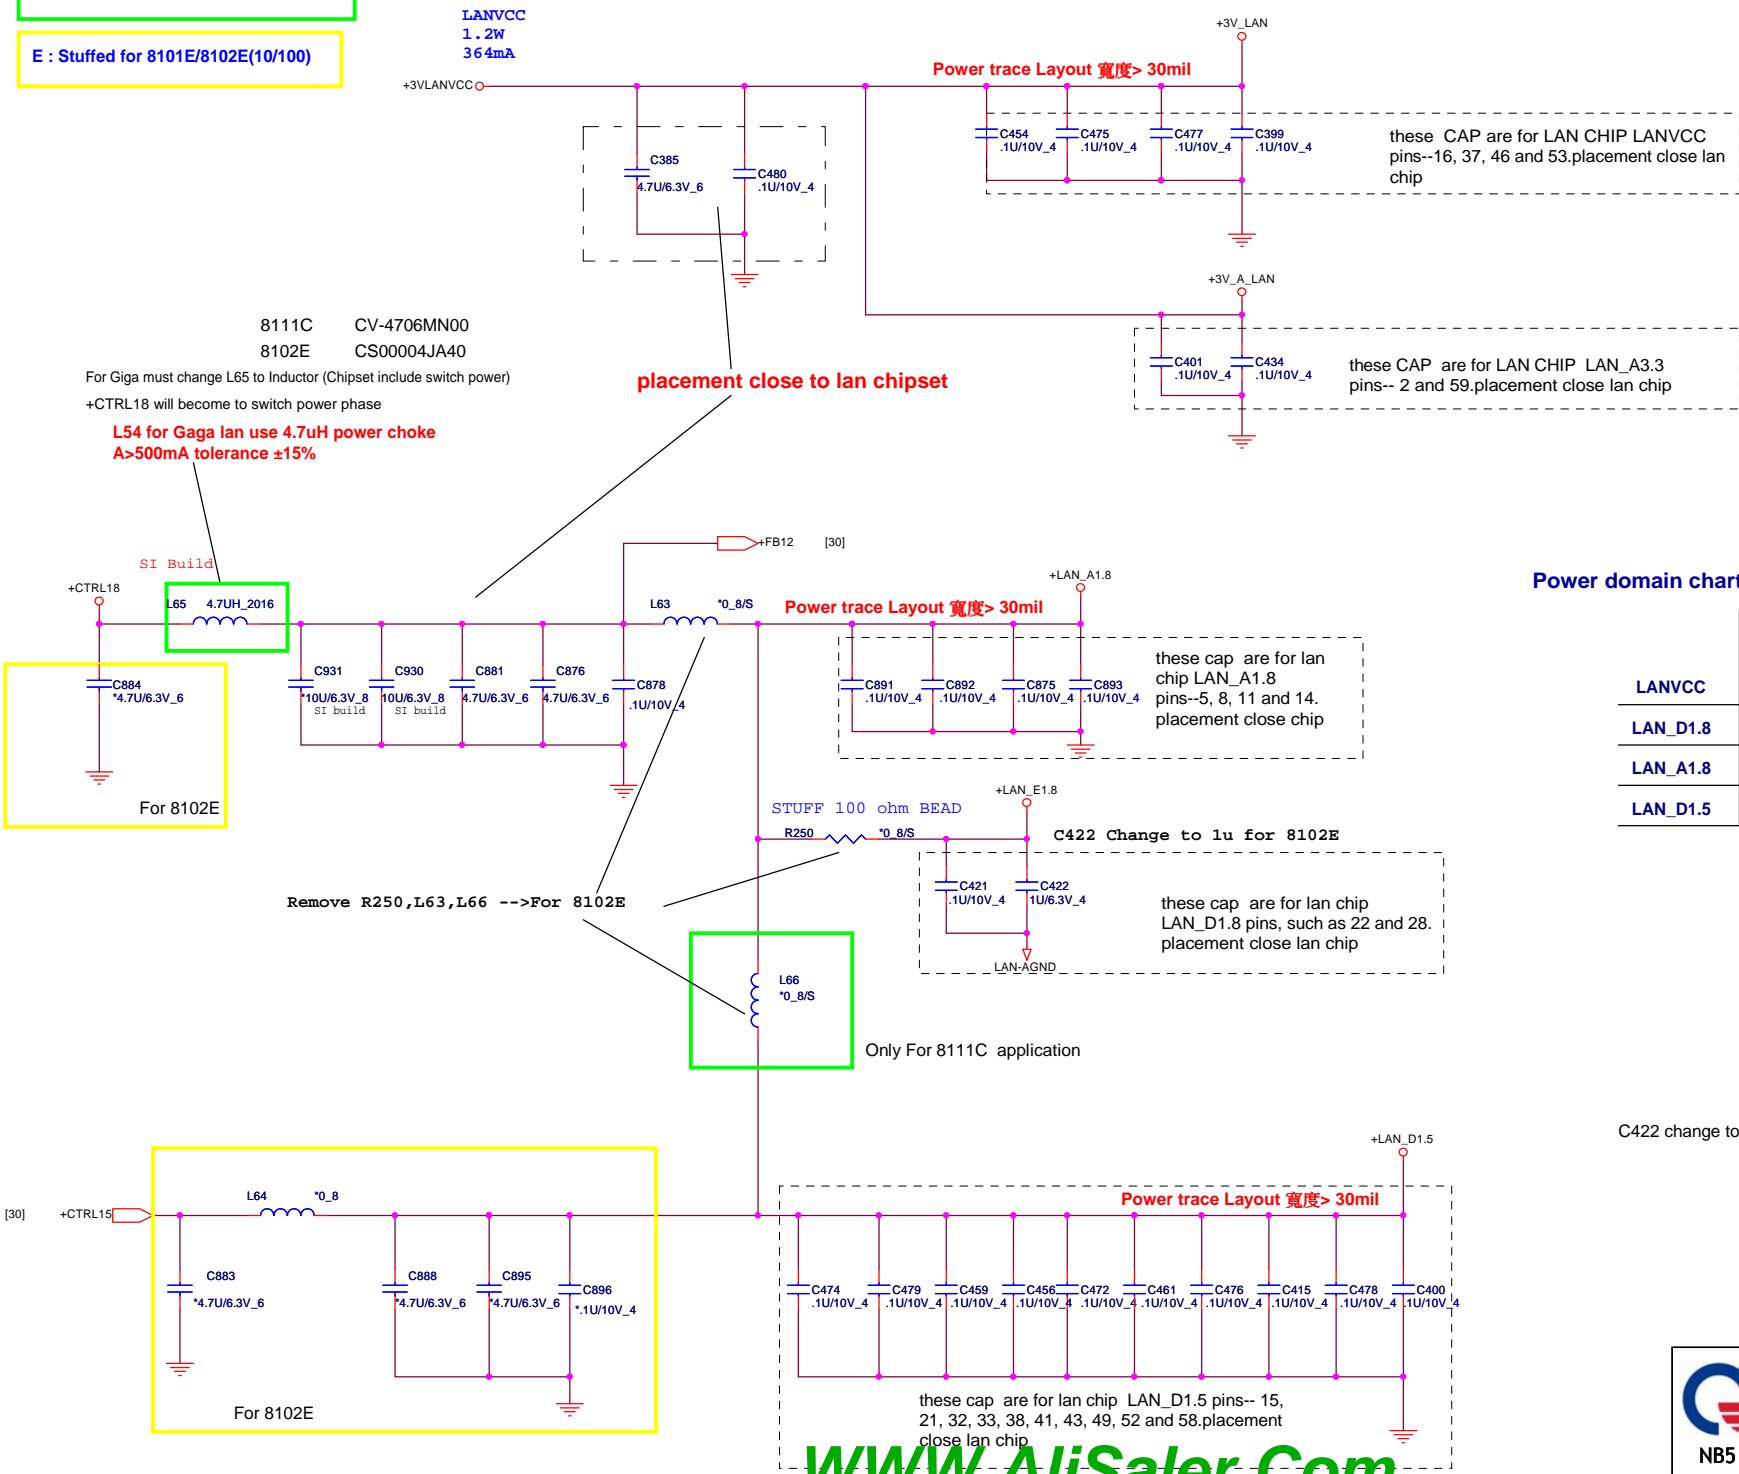 E : Stuffed for 8101E/8102E(10/100)
LANVCC
1.2W
364mA
+3VLANVCC
+3V_LAN
Power trace Layout 寬度> 30mil
C385
4.7U/6.3V_6
C480
.1U/10V_4
C454
.1U/10V_4
C475
.1U/10V_4
C477
.1U/10V_4
C399
.1U/10V_4
these CAP are for LAN CHIP LANVCC
pins--16, 37, 46 and 53.placement close lan
chip
+3V_A_LAN
C401
.1U/10V_4
C434
.1U/10V_4
these CAP are for LAN CHIP LAN_A3.3
pins-- 2 and 59.placement close lan chip
8111C CV-4706MN00
8102E CS00004JA40
For Giga must change L65 to Inductor (Chipset include switch power)
+CTRL18 will become to switch power phase
L54 for Gaga lan use 4.7uH power choke
A>500mA tolerance ±15%
placement close to lan chipset
SI Build
+CTRL18
L65 4.7UH_2016
+FB12 [30]
L63 *0_8/S
Power trace Layout 寬度> 30mil
+LAN_A1.8
C884
*4.7U/6.3V_6
For 8102E
C931
*10U/6.3V_8
SI build
C930
10U/6.3V_8
SI build
C881
4.7U/6.3V_6
C876
4.7U/6.3V_6
C878
.1U/10V_4
C891
.1U/10V_4
C892
.1U/10V_4
C875
.1U/10V_4
C893
.1U/10V_4
these cap are for lan
chip LAN_A1.8
pins--5, 8, 11 and 14.
placement close chip
Power domain chart
LANVCC
LAN_D1.8
LAN_A1.8
LAN_D1.5
STUFF 100 ohm BEAD
R250 *0_8/S
+LAN_E1.8
C422 Change to 1u for 8102E
C421
.1U/10V_4
C422
1U/6.3V_4
LAN-AGND
these cap are for lan chip
LAN_D1.8 pins, such as 22 and 28.
placement close lan chip
Remove R250,L63,L66 -->For 8102E
L66
*0_8/S
Only For 8111C application
C422 change to
[30] +CTRL15
L64 *0_8
C883
*4.7U/6.3V_6
C888
*4.7U/6.3V_6
C895
*4.7U/6.3V_6
C896
*.1U/10V_4
For 8102E
+LAN_D1.5
Power trace Layout 寬度> 30mil
C474
.1U/10V_4
C479
.1U/10V_4
C459
.1U/10V_4
C456
.1U/10V_4
C472
.1U/10V_4
C461
.1U/10V_4
C476
.1U/10V_4
C415
.1U/10V_4
C478
.1U/10V_4
C400
.1U/10V_4
these cap are for lan chip LAN_D1.5 pins-- 15,
21, 32, 33, 38, 41, 43, 49, 52 and 58.placement
close lan chip
WWW.AliSaler.Com
NB5